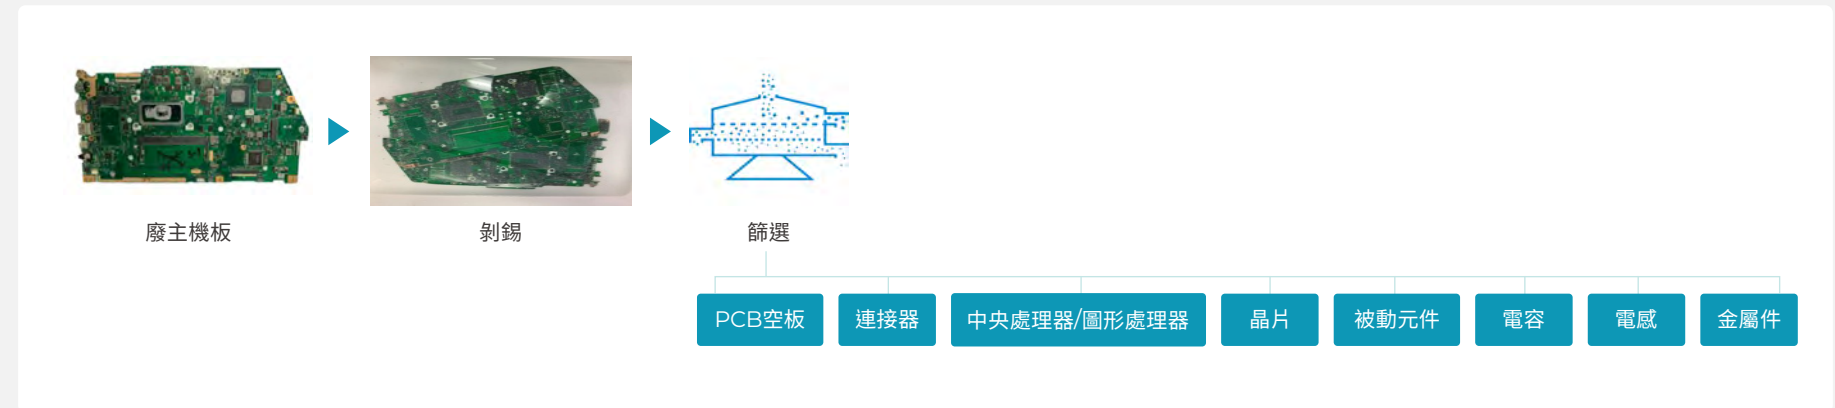 廢主機板
剝錫
篩選
PCB空板
連接器
中央處理器/圖形處理器
晶片
被動元件
電容
電感
金屬件